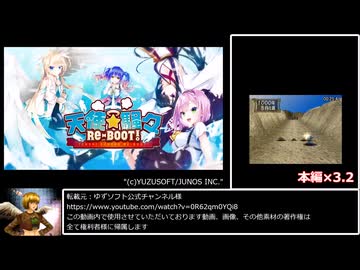 天使☆騒々
RE-BOOT!
TENSHI SOUZOU RE-BOOT!
"(c)YUZUSOFT/JUNOS INC."
本編×3.2
転載元：ゆずソフト公式チャンネル様
https://www.youtube.com/watch?v=0R62qm0YQi8
この動画内で使用させていただいております動画、画像、その他素材の著作権は
全て権利者様に帰属します